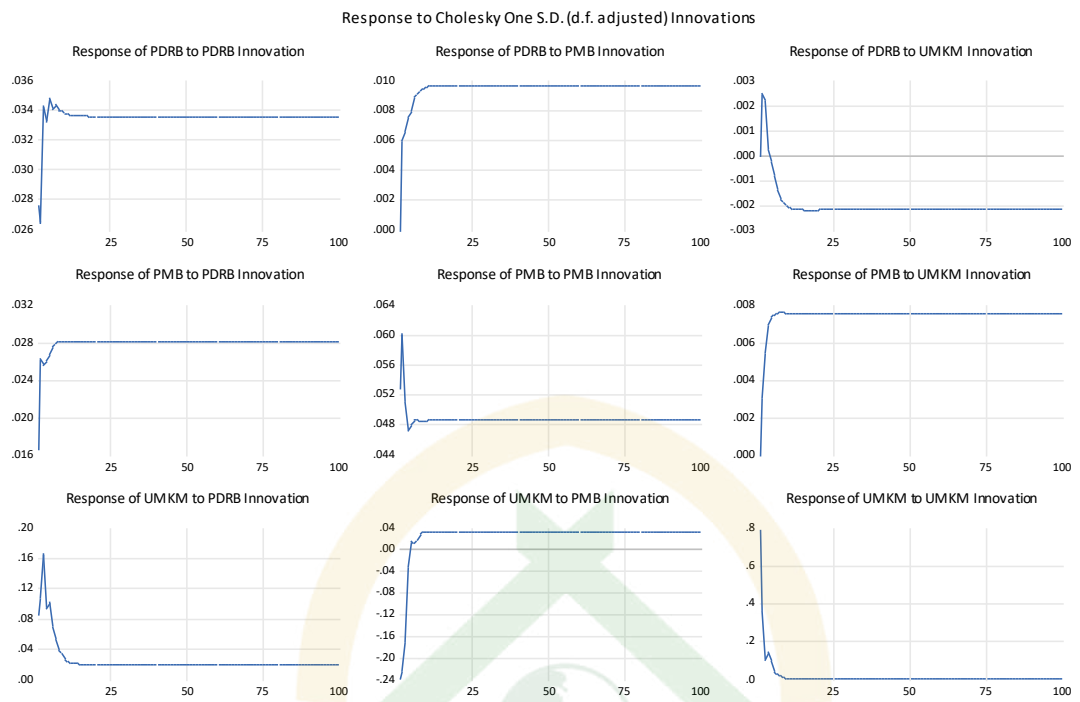 Response to Cholesky One S.D. (d.f. adjusted) Innovations
Response of PDRB to PDRB Innovation
.036
.034
.032
.030
.028
.026
25 50 75 100
Response of PDRB to PMB Innovation
.010
.008
.006
.004
.002
.000
25 50 75 100
Response of PDRB to UMKM Innovation
.003
.002
.001
.000
-.001
-.002
-.003
25 50 75 100
Response of PMB to PDRB Innovation
.032
.028
.024
.020
.016
25 50 75 100
Response of PMB to PMB Innovation
.064
.060
.056
.052
.048
.044
25 50 75 100
Response of PMB to UMKM Innovation
.008
.006
.004
.002
.000
25 50 75 100
Response of UMKM to PDRB Innovation
.20
.16
.12
.08
.04
.00
25 50 75 100
Response of UMKM to PMB Innovation
.04
.00
-.04
-.08
-.12
-.16
-.20
-.24
25 50 75 100
Response of UMKM to UMKM Innovation
.8
.6
.4
.2
.0
25 50 75 100